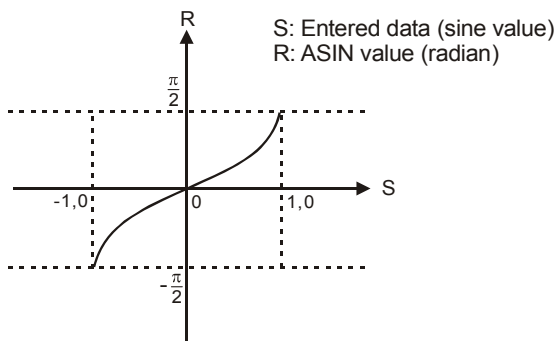 R
S: Entered data (sine value)
R: ASIN value (radian)
π/2
S
-1,0
0
1,0
-π/2